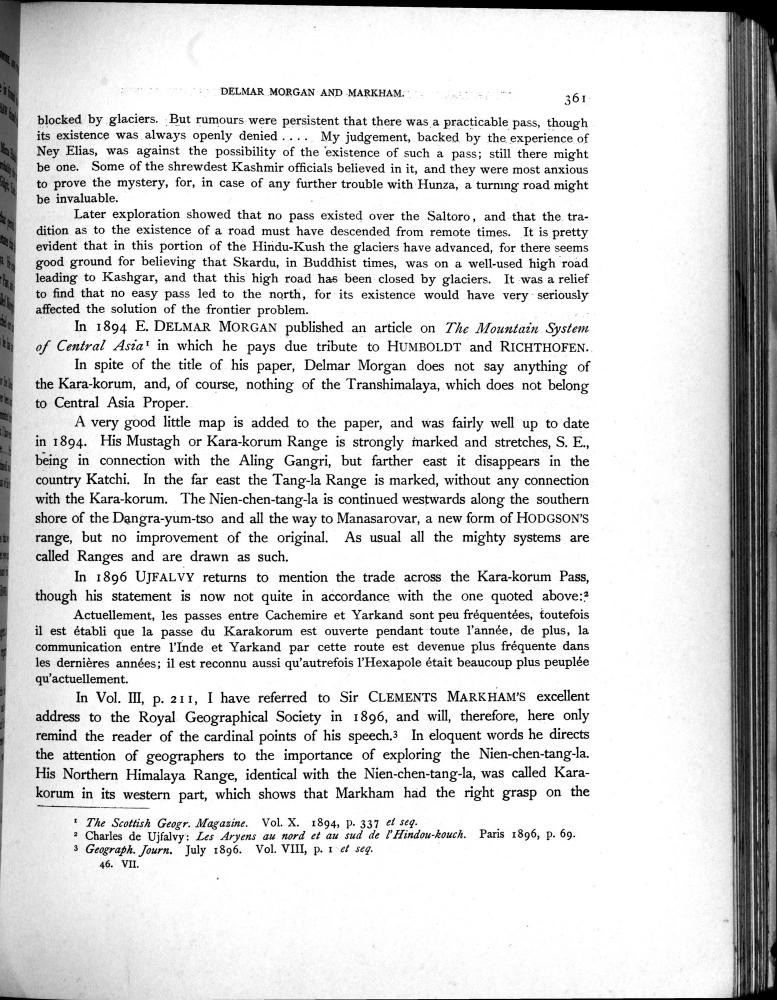 DELMAR MORGAN AND MARKHAM.
361
blocked by glaciers. But rumours were persistent that there was a practicable pass, though
its existence was always openly denied .... My judgement, backed by the experience of
Ney Elias, was against the possibility of the existence of such a pass; still there might
be one. Some of the shrewdest Kashmir officials believed in it, and they were most anxious
to prove the mystery, for, in case of any further trouble with Hunza, a turning road might
be invaluable.
Later exploration showed that no pass existed over the Saltoro, and that the tra-
dition as to the existence of a road must have descended from remote times. It is pretty
evident that in this portion of the Hindu-Kush the glaciers have advanced, for there seems
good ground for believing that Skardu, in Buddhist times, was on a well-used high road
leading to Kashgar, and that this high road has been closed by glaciers. It was a relief
to find that no easy pass led to the north, for its existence would have very seriously
affected the solution of the frontier problem.
In 1894 E. DELMAR MORGAN published an article on The Mountain System
of Central Asia¹ in which he pays due tribute to HUMBOLDT and RICHTHOFEN.
In spite of the title of his paper, Delmar Morgan does not say anything of
the Kara-korum, and, of course, nothing of the Transhimalaya, which does not belong
to Central Asia Proper.
A very good little map is added to the paper, and was fairly well up to date
in 1894. His Mustagh or Kara-korum Range is strongly marked and stretches, S. E.,
being in connection with the Aling Gangri, but farther east it disappears in the
country Katchi. In the far east the Tang-la Range is marked, without any connection
with the Kara-korum. The Nien-chen-tang-la is continued westwards along the southern
shore of the Dangra-yum-tso and all the way to Manasarovar, a new form of HODGSON'S
range, but no improvement of the original. As usual all the mighty systems are
called Ranges and are drawn as such.
In 1896 UJFALVY returns to mention the trade across the Kara-korum Pass,
though his statement is now not quite in accordance with the one quoted above:²
Actuellement, les passes entre Cachemire et Yarkand sont peu fréquentées, toutefois
il est établi que la passe du Karakorum est ouverte pendant toute l'année, de plus, la
communication entre l'Inde et Yarkand par cette route est devenue plus fréquente dans
les dernières années; il est reconnu aussi qu'autrefois l'Hexapole était beaucoup plus peuplée
qu'actuellement.
In Vol. III, p. 211, I have referred to Sir CLEMENTS MARKHAM'S excellent
address to the Royal Geographical Society in 1896, and will, therefore, here only
remind the reader of the cardinal points of his speech.³ In eloquent words he directs
the attention of geographers to the importance of exploring the Nien-chen-tang-la.
His Northern Himalaya Range, identical with the Nien-chen-tang-la, was called Kara-
korum in its western part, which shows that Markham had the right grasp on the
¹ The Scottish Geogr. Magazine. Vol. X. 1894, p. 337 et seq.
² Charles de Ujfalvy: Les Aryens au nord et au sud de l'Hindou-kouch. Paris 1896, p. 69.
³ Geograph. Journ. July 1896. Vol. VIII, p. 1 et seq.
46. VII.